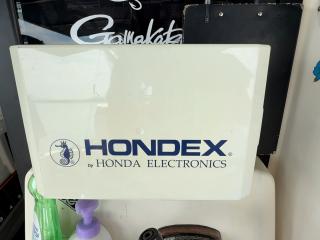 Gamakatsu
HONDEX®
by HONDA ELECTRONICS